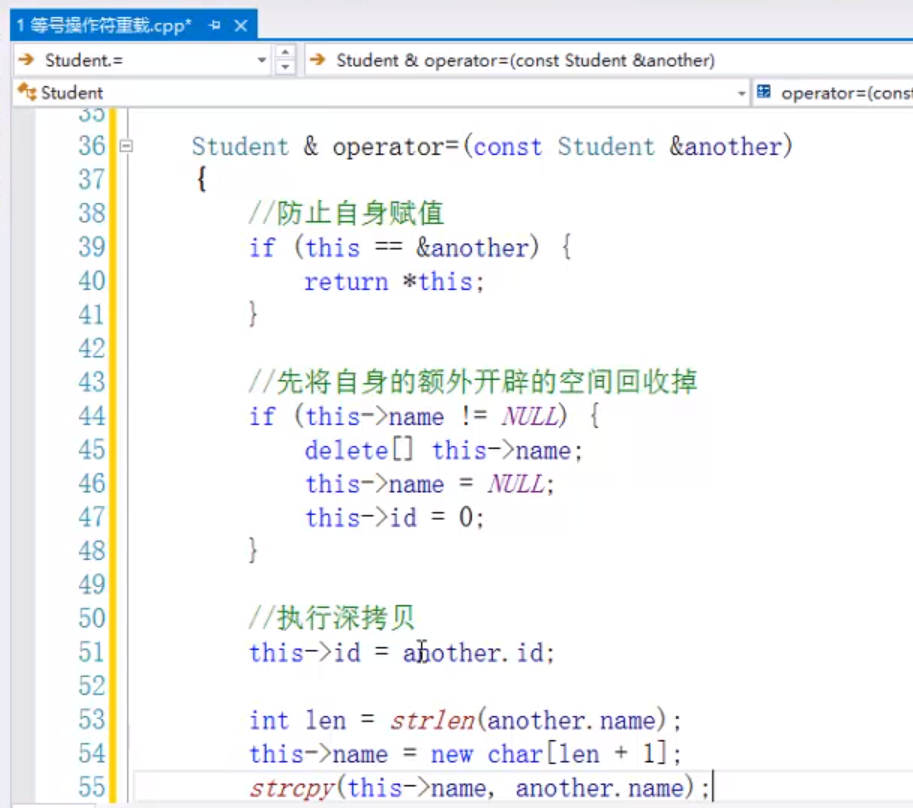 1 等号操作符重载.cpp*
Student.=
Student & operator=(const Student &another)
Student
operator=(const
35
36 Student & operator=(const Student &another)
37 {
38 //防止自身赋值
39 if (this == &another) {
40 return *this;
41 }
42
43 //先将自身的额外开辟的空间回收掉
44 if (this->name != NULL) {
45 delete[] this->name;
46 this->name = NULL;
47 this->id = 0;
48 }
49
50 //执行深拷贝
51 this->id = another.id;
52
53 int len = strlen(another.name);
54 this->name = new char[len + 1];
55 strcpy(this->name, another.name);